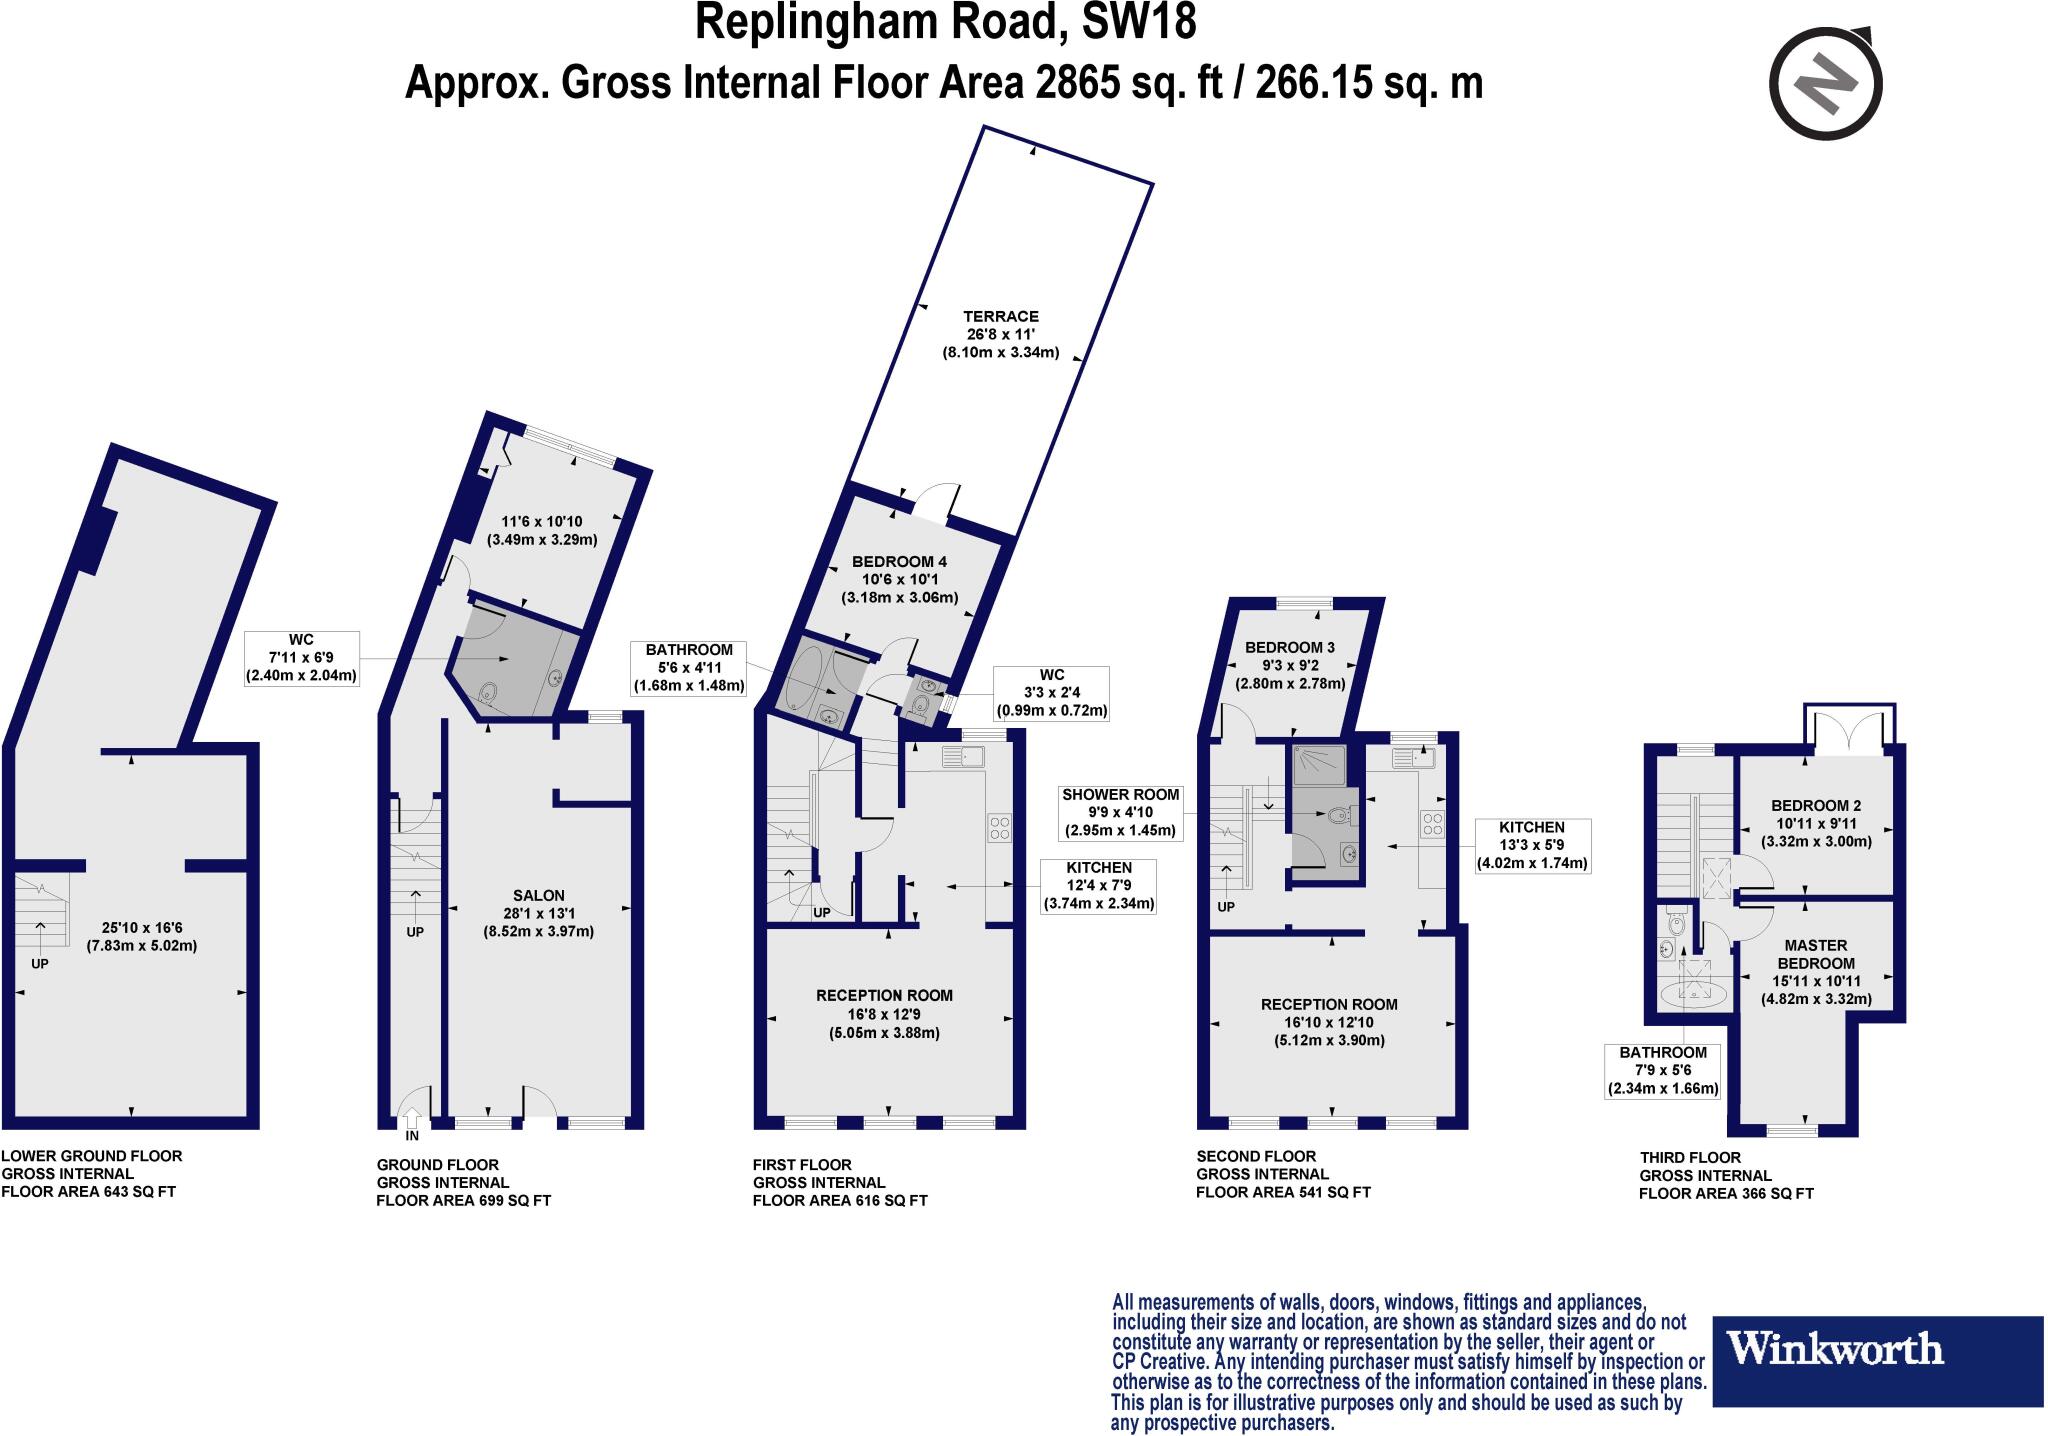 Replingham Road, SW18
Approx. Gross Internal Floor Area 2865 sq. ft / 266.15 sq. m
N
25'10 x 16'6
(7.83m x 5.02m)
UP
LOWER GROUND FLOOR
GROSS INTERNAL
FLOOR AREA 643 SQ FT
11'6 x 10'10
(3.49m x 3.29m)
WC
7'11 x 6'9
(2.40m x 2.04m)
SALON
28'1 x 13'1
(8.52m x 3.97m)
UP
IN
GROUND FLOOR
GROSS INTERNAL
FLOOR AREA 699 SQ FT
TERRACE
26'8 x 11'
(8.10m x 3.34m)
BEDROOM 4
10'6 x 10'1
(3.18m x 3.06m)
BATHROOM
5'6 x 4'11
(1.68m x 1.48m)
WC
3'3 x 2'4
(0.99m x 0.72m)
KITCHEN
12'4 x 7'9
(3.74m x 2.34m)
UP
RECEPTION ROOM
16'8 x 12'9
(5.05m x 3.88m)
FIRST FLOOR
GROSS INTERNAL
FLOOR AREA 616 SQ FT
BEDROOM 3
9'3 x 9'2
(2.80m x 2.78m)
SHOWER ROOM
9'9 x 4'10
(2.95m x 1.45m)
KITCHEN
13'3 x 5'9
(4.02m x 1.74m)
UP
RECEPTION ROOM
16'10 x 12'10
(5.12m x 3.90m)
SECOND FLOOR
GROSS INTERNAL
FLOOR AREA 541 SQ FT
BEDROOM 2
10'11 x 9'11
(3.32m x 3.00m)
MASTER
BEDROOM
15'11 x 10'11
(4.82m x 3.32m)
BATHROOM
7'9 x 5'6
(2.34m x 1.66m)
THIRD FLOOR
GROSS INTERNAL
FLOOR AREA 366 SQ FT
All measurements of walls, doors, windows, fittings and appliances,
including their size and location, are shown as standard sizes and do not
constitute any warranty or representation by the seller, their agent or
CP Creative. Any intending purchaser must satisfy himself by inspection or
otherwise as to the correctness of the information contained in these plans.
This plan is for illustrative purposes only and should be used as such by
any prospective purchasers.
Winkworth